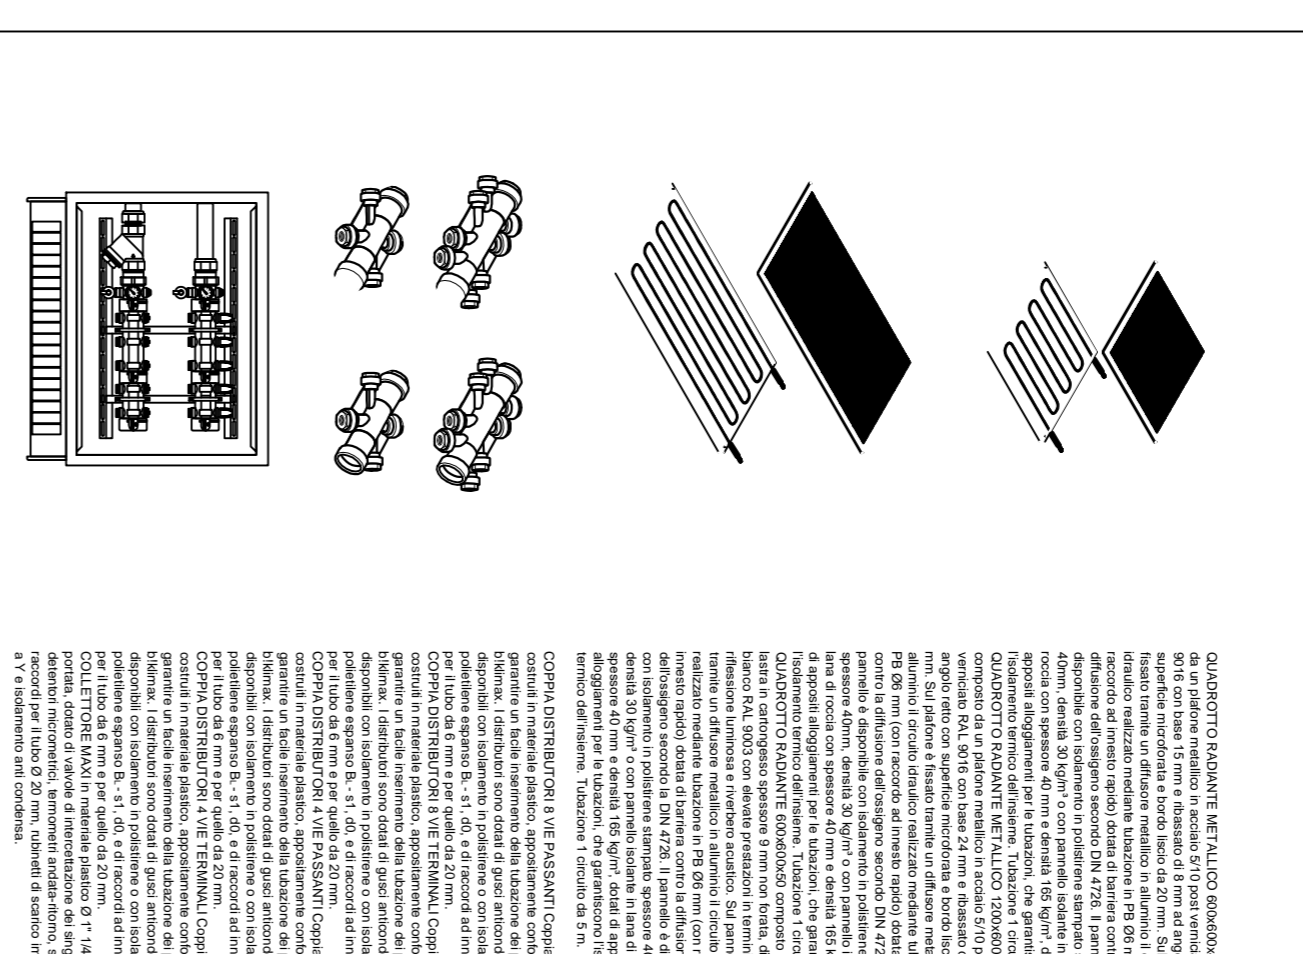 QUADROTTO RADIANTE METALLICO 600x600x
da un plafone metallico in acciaio 5/10 post vernici
9016 con base 15 mm e ribassato di 8 mm ad ang
superficie microforata e bordo liscio da 20 mm. Sul
fissato tramite un diffusore metallico in alluminio il
idraulico realizzato mediante tubazione in PB Ø6 m
raccordo ad innesto rapido) dotata di barriera contr
diffusione dell'ossigeno secondo DN 4726. Il pann
disponibile con isolamento in polistirene stampato
40mm, densità 30 kg/m³ o con pannello isolante in
roccia con spessore 40 mm e densità 165 kg/m³, d
appositi alloggiamenti per le tubazioni, che garantis
l'isolamento termico dell'insieme. Tubazione 1 circu
QUADROTTO RADIANTE METALLICO 1200x600
composto da un plafone metallico in acciaio 5/10 p
verniciato RAL 9016 con base 24 mm e ribassato
angolo retto con superficie microforata e bordo lisc
mm. Sul plafone è fissato tramite un diffusore meta
alluminio il circuito idraulico realizzato mediante tu
PB Ø6 mm (con raccordo ad innesto rapido) dotata
contro la diffusione dell'ossigeno secondo DN 472
pannello è disponibile con isolamento in polistirene
spessore 40mm, densità 30 kg/m³ o con pannello i
lana di roccia con spessore 40 mm e densità 165 k
di appositi alloggiamenti per le tubazioni, che garan
l'isolamento termico dell'insieme. Tubazione 1 circu
QUADROTTO RADIANTE 600x600x50 composto
lastra in cartongesso spessore 9 mm non forata, di
bianco RAL 9003 con elevate prestazioni in termin
riflessione luminosa e riverbero acustico. Sul pann
tramite un diffusore metallico in alluminio il circuito
realizzato mediante tubazione in PB Ø6 mm (con r
innesto rapido) dotata di barriera contro la diffusion
dell'ossigeno secondo la DIN 4726. Il pannello è di
con isolamento in polistirene stampato spessore 4
densità 30 kg/m³ o con pannello isolante in lana di
spessore 40 mm e densità 165 kg/m³, dotati di app
alloggiamenti per le tubazioni, che garantiscono l'is
termico dell'insieme. Tubazione 1 circuito da 5 m.
COPPIA DISTRIBUTORI 8 VIE PASSANTI Coppia
costruiti in materiale plastico, appositamente confo
garantire un facile inserimento della tubazione dei
b!klimax. I distributori sono dotati di gusci anticond
disponibili con isolamento in polistirene o con isola
polietilene espanso BL - s1, d0, e di raccordi ad inn
per il tubo da 6 mm e per quello da 20 mm.
COPPIA DISTRIBUTORI 8 VIE TERMINALI Coppi
costruiti in materiale plastico, appositamente confo
garantire un facile inserimento della tubazione dei
b!klimax. I distributori sono dotati di gusci anticond
disponibili con isolamento in polistirene o con isola
polietilene espanso BL - s1, d0, e di raccordi ad inn
per il tubo da 6 mm e per quello da 20 mm.
COPPIA DISTRIBUTORI 4 VIE PASSANTI Coppia
costruiti in materiale plastico, appositamente confo
garantire un facile inserimento della tubazione dei
b!klimax. I distributori sono dotati di gusci anticond
disponibili con isolamento in polistirene o con isola
polietilene espanso BL - s1, d0, e di raccordi ad inn
per il tubo da 6 mm e per quello da 20 mm.
COPPIA DISTRIBUTORI 4 VIE TERMINALI Coppi
costruiti in materiale plastico, appositamente confo
garantire un facile inserimento della tubazione dei
b!klimax. I distributori sono dotati di gusci anticond
disponibili con isolamento in polistirene o con isola
polietilene espanso BL - s1, d0, e di raccordi ad inn
per il tubo da 6 mm e per quello da 20 mm.
COLLETTORE MAXI in materiale plastico Ø 1" 1/4
portata, dotato di valvole di intercettazione dei sing
detentori micrometrici, termometri andata-ritorno, s
raccordi per il tubo Ø 20 mm, rubinetti di scarico in
a Y e isolamento anti condensa.